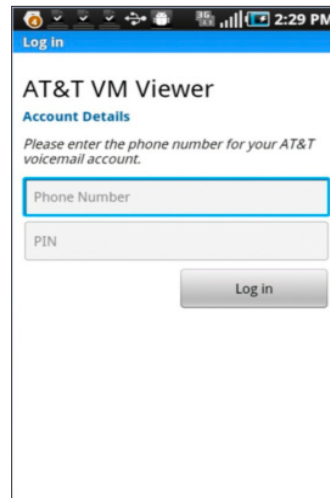 2:29 PM
Log in
AT&T VM Viewer
Account Details
Please enter the phone number for your AT&T
voicemail account.
Phone Number
PIN
Log in